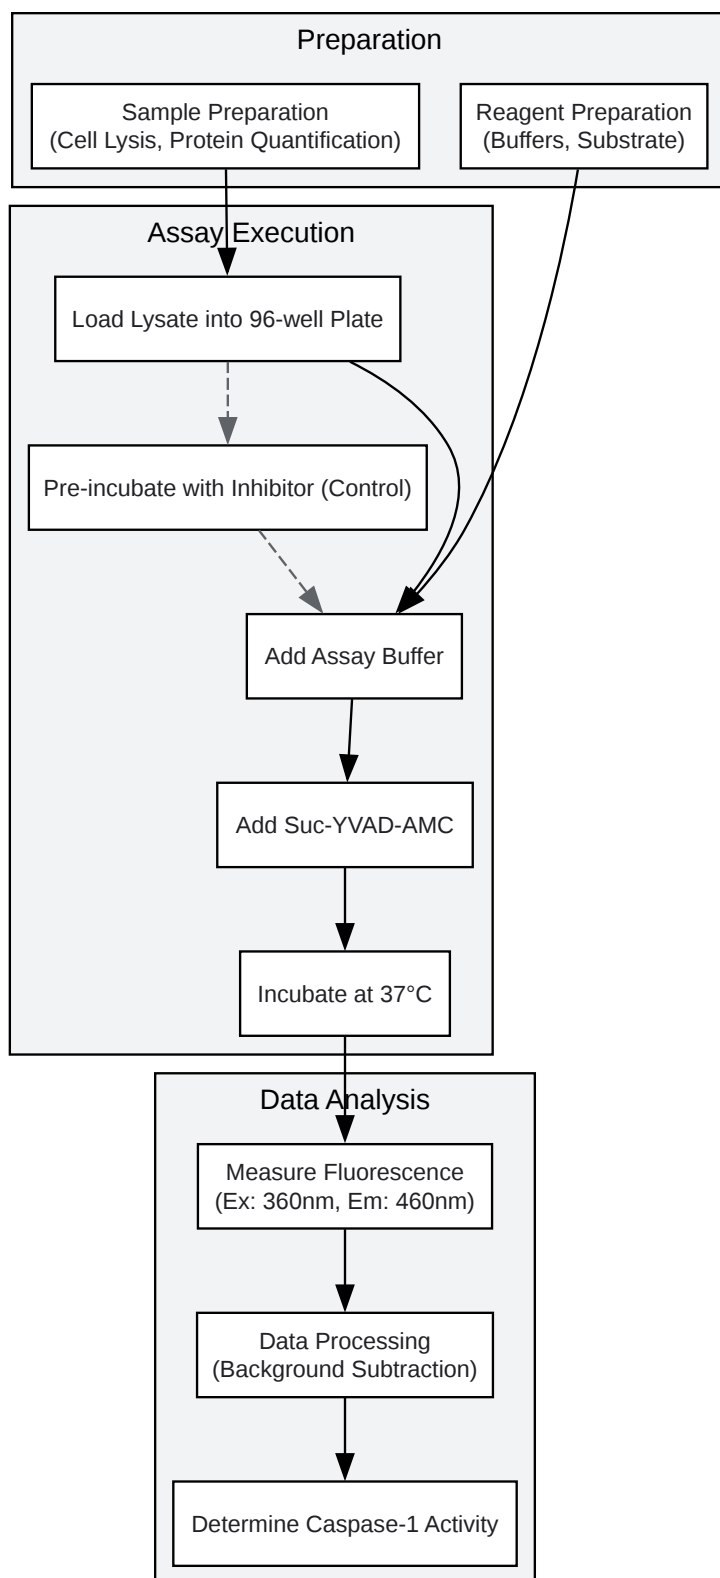 Preparation
Sample Preparation
(Cell Lysis, Protein Quantification)
Reagent Preparation
(Buffers, Substrate)
Assay Execution
Load Lysate into 96-well Plate
Pre-incubate with Inhibitor (Control)
Add Assay Buffer
Add Suc-YVAD-AMC
Incubate at 37°C
Data Analysis
Measure Fluorescence
(Ex: 360nm, Em: 460nm)
Data Processing
(Background Subtraction)
Determine Caspase-1 Activity